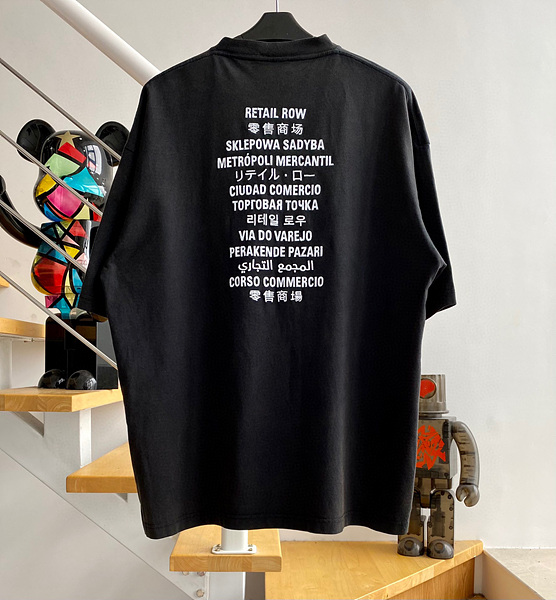 RETAIL ROW
零售商场
SKLEPOWA SADYBA
METRÓPOLI MERCANTIL
リテイル・ロー
CIUDAD COMERCIO
ТОРГОВАЯ ТОЧКА
리테일 로우
VIA DO VAREJO
PERAKENDE PAZARI
المجمع التجاري
CORSO COMMERCIO
零售商場